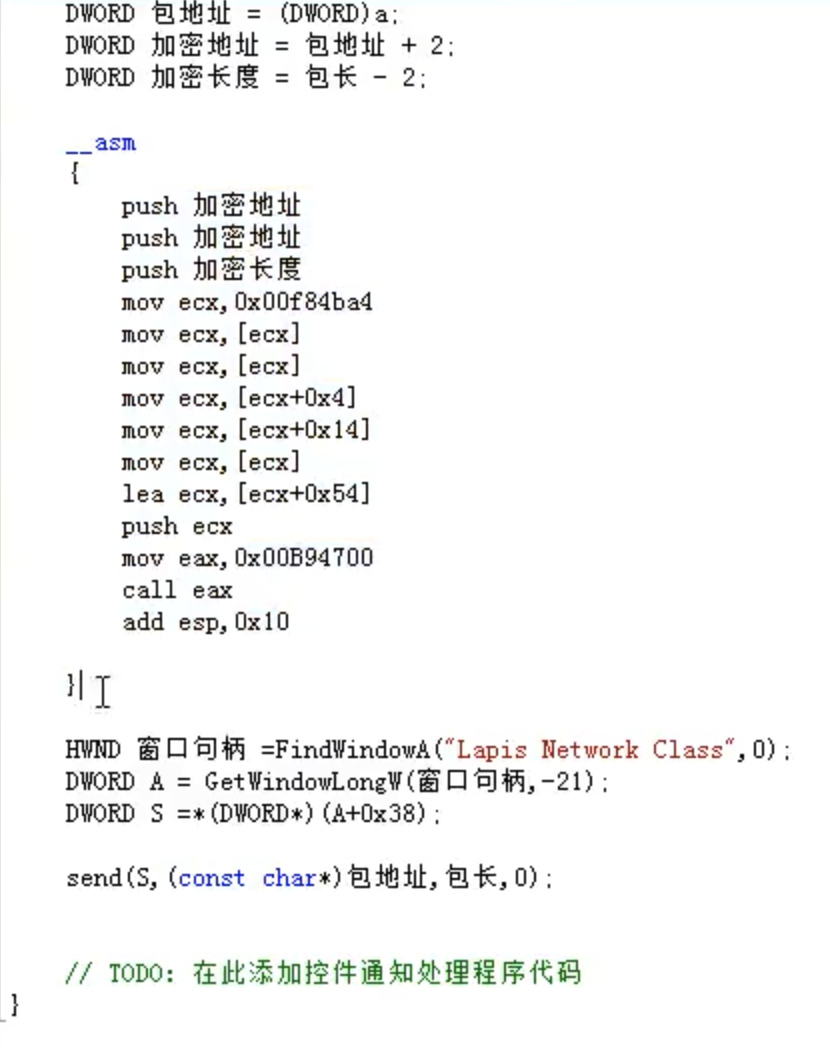 DWORD 包地址 = (DWORD)a;
DWORD 加密地址 = 包地址 + 2;
DWORD 加密长度 = 包长 - 2;
__asm
{
push 加密地址
push 加密地址
push 加密长度
mov ecx,0x00f84ba4
mov ecx,[ecx]
mov ecx,[ecx]
mov ecx,[ecx+0x4]
mov ecx,[ecx+0x14]
mov ecx,[ecx]
lea ecx,[ecx+0x54]
push ecx
mov eax,0x00B94700
call eax
add esp,0x10
}
HWND 窗口句柄 =FindWindowA("Lapis Network Class",0);
DWORD A = GetWindowLongW(窗口句柄,-21);
DWORD S =*(DWORD*)(A+0x38);
send(S,(const char*)包地址,包长,0);
// TODO: 在此添加控件通知处理程序代码
}